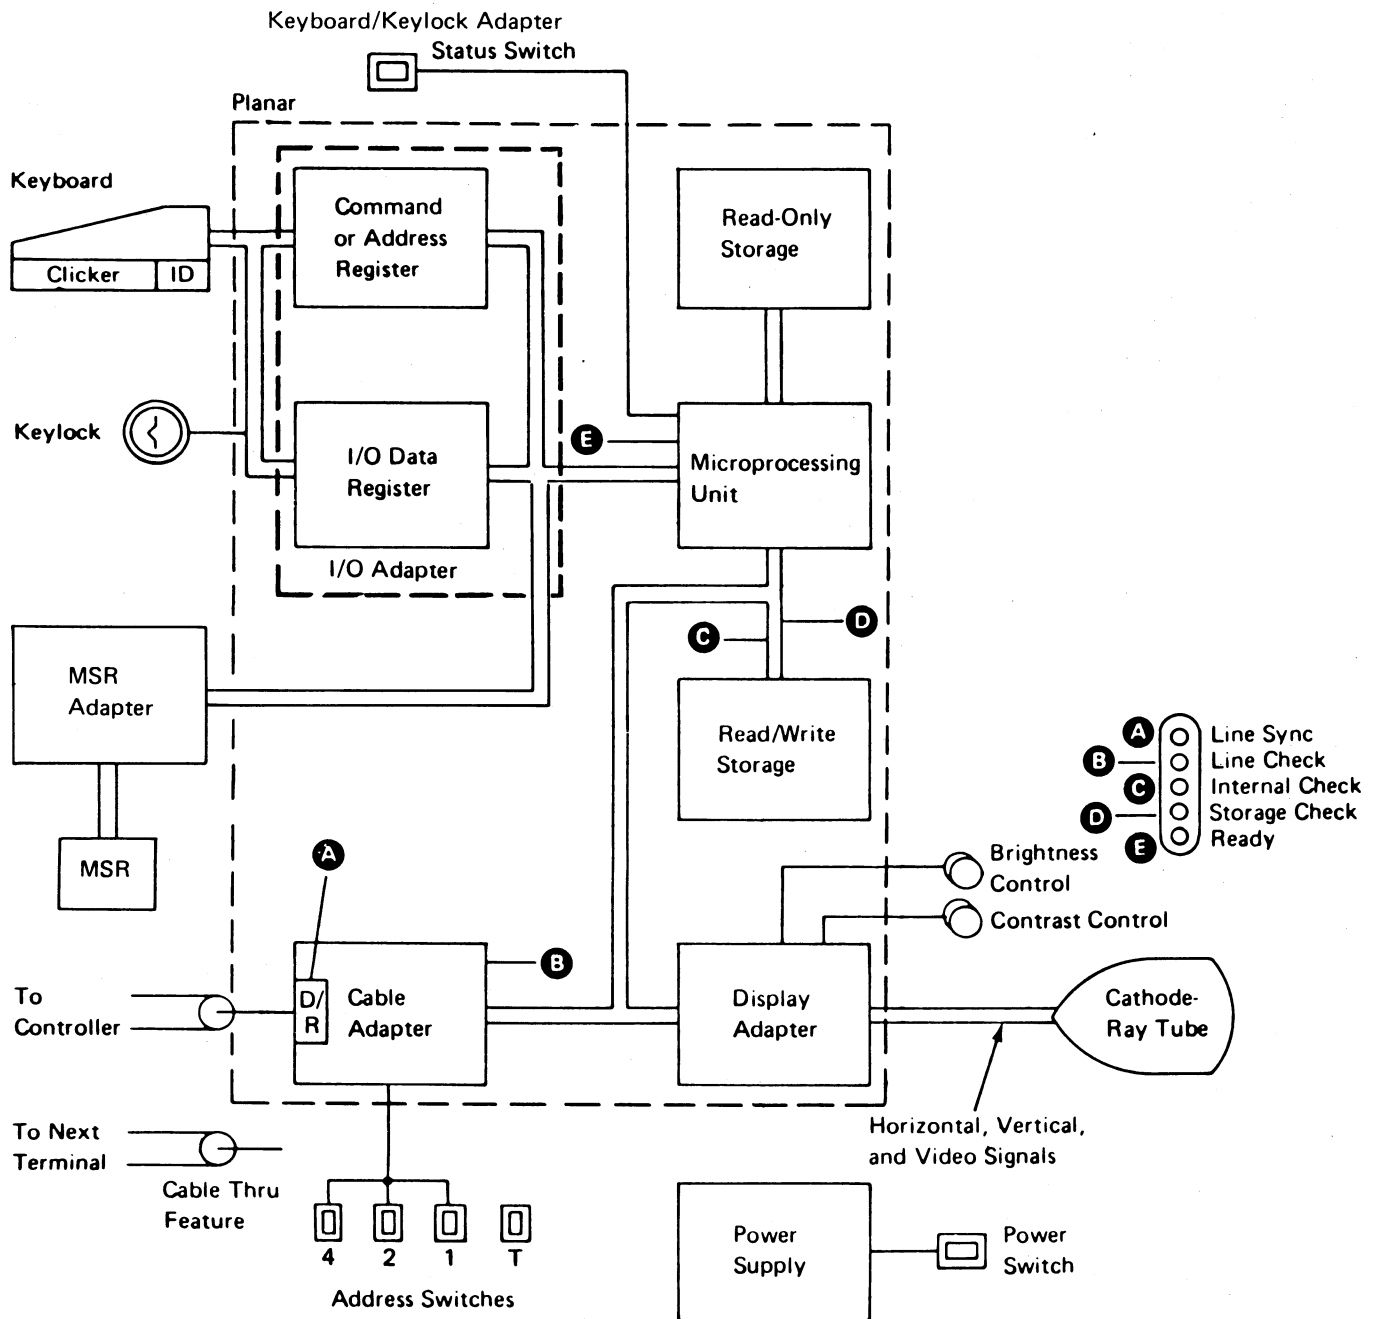 Keyboard/Keylock Adapter
Status Switch
Planar
Keyboard
Clicker
ID
Command
or Address
Register
Read-Only
Storage
Keylock
I/O Data
Register
E
Microprocessing
Unit
I/O Adapter
C
D
MSR
Adapter
Read/Write
Storage
A
B
C
D
E
Line Sync
Line Check
Internal Check
Storage Check
Ready
MSR
A
Brightness
Control
Contrast Control
B
To
Controller
D/
R
Cable
Adapter
Display
Adapter
Cathode-
Ray Tube
Horizontal, Vertical,
and Video Signals
To Next
Terminal
Cable Thru
Feature
4 2 1 T
Address Switches
Power
Supply
Power
Switch